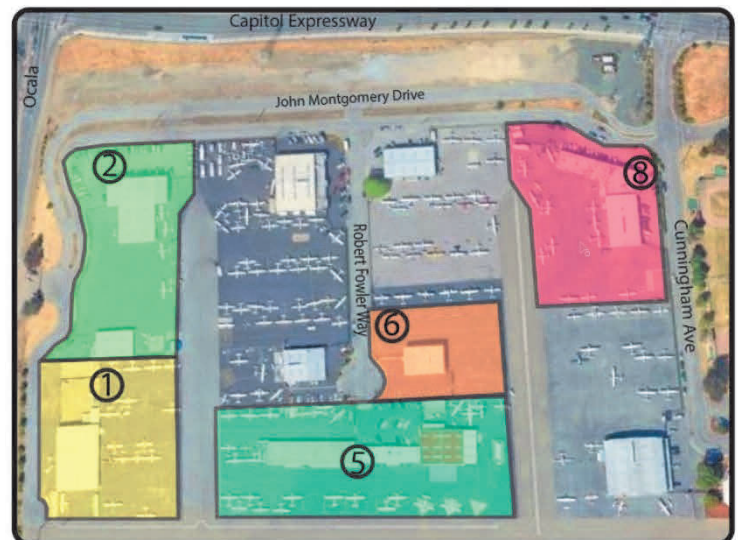 Capitol Expressway
Ocala
John Montgomery Drive
②
⑧
Robert Fowler Way
Cunningham Ave
⑥
①
⑤